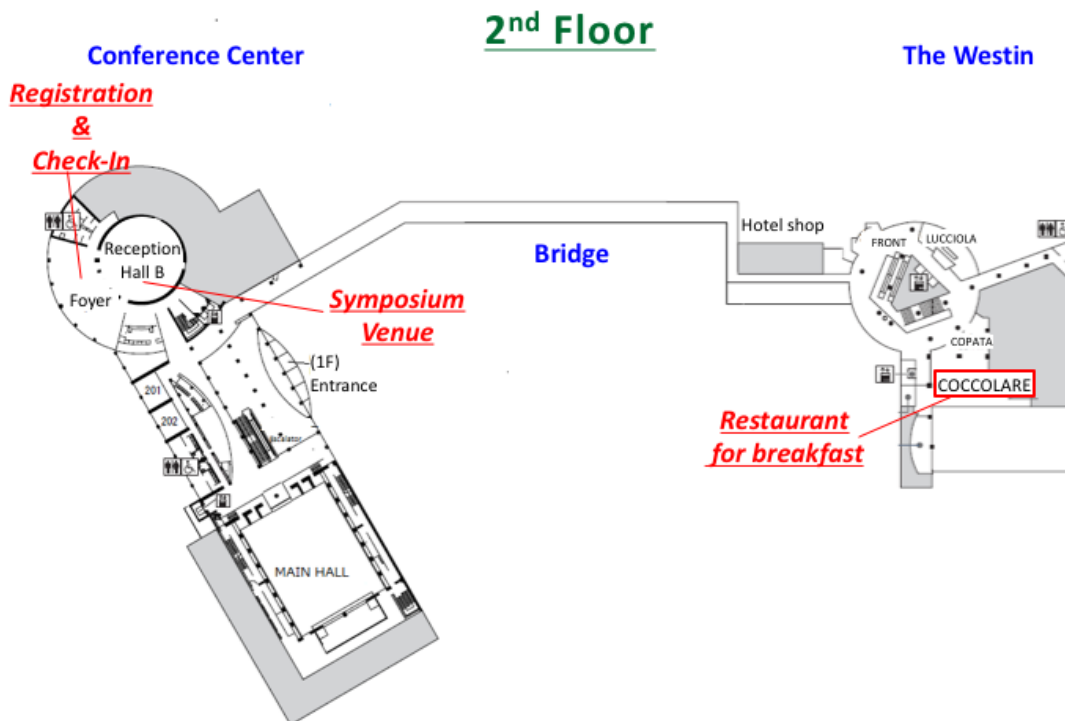 2nd Floor
Conference Center
The Westin
Registration
&
Check-In
Reception
Hall B
Foyer
Symposium
Venue
Bridge
Hotel shop
FRONT
LUCCIOLA
COPATA
COCCOLARE
Restaurant
for breakfast
(1F)
Entrance
201
202
escalator
MAIN HALL